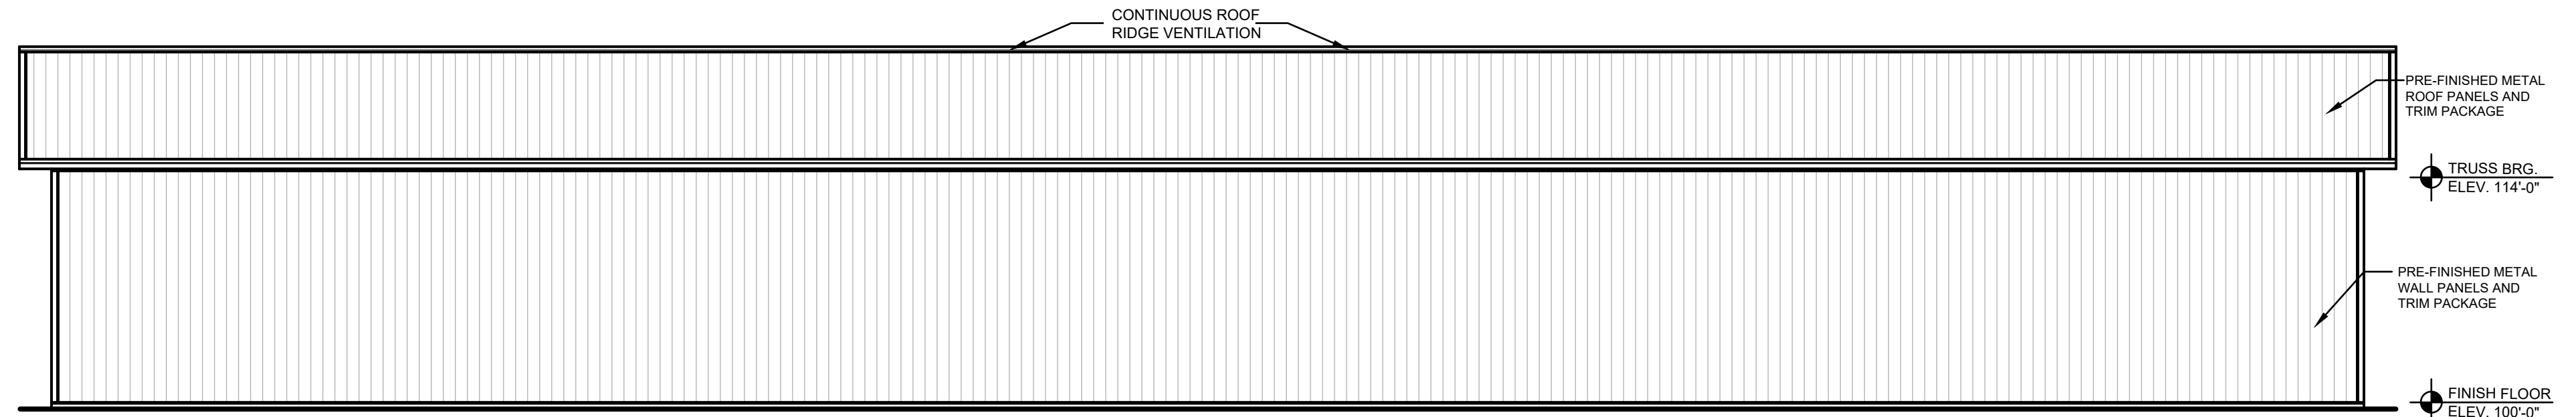 CONTINUOUS ROOF
RIDGE VENTILATION
PRE-FINISHED METAL
ROOF PANELS AND
TRIM PACKAGE
TRUSS BRG.
ELEV. 114'-0"
PRE-FINISHED METAL
WALL PANELS AND
TRIM PACKAGE
FINISH FLOOR
ELEV. 100'-0"